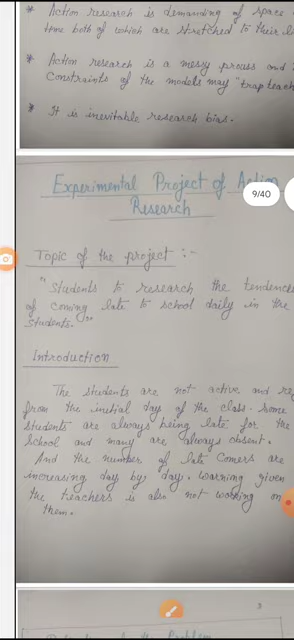 * Action research is demanding of space
time both of which are stretched to their
* Action research is a messy process and
Constraints of the models may "trap
* It is inevitable research bias.
Experimental Project of Action
Research
9/40
Topic of the project :-
"Students to research the tendences
of coming late to school daily in the
students."
Introduction
The students are not active and
from the initial day of the class. Some
students are always being late for the
school and many are always absent.
And the number of late comers are
increasing day by day. Warning given
the teachers is also not working on
them.
3